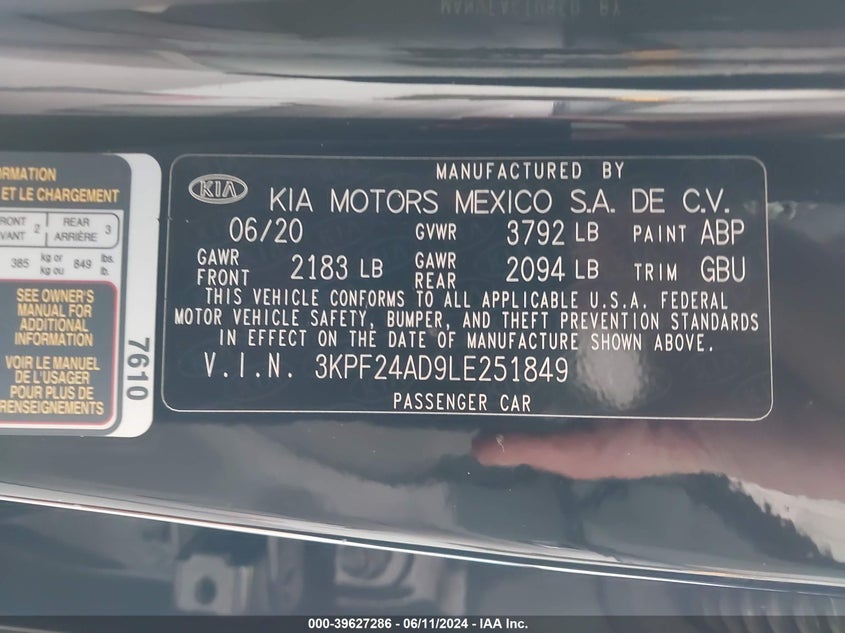 MANUFACTURED BY
KIA
KIA MOTORS MEXICO S.A. DE C.V.
06/20 GVWR 3792 LB PAINT ABP
GAWR FRONT 2183 LB GAWR REAR 2094 LB TRIM GBU
THIS VEHICLE CONFORMS TO ALL APPLICABLE U.S.A. FEDERAL
MOTOR VEHICLE SAFETY, BUMPER, AND THEFT PREVENTION STANDARDS
IN EFFECT ON THE DATE OF MANUFACTURE SHOWN ABOVE.
V.I.N. 3KPF24AD9LE251849
PASSENGER CAR
ET LE CHARGEMENT
2 REAR 3
ARRIÈRE
385 kg or 849 lbs.
kg ou lb.
SEE OWNER'S
MANUAL FOR
ADDITIONAL
INFORMATION
VOIR LE MANUEL
DE L'USAGER
POUR PLUS DE
RENSEIGNEMENTS
7610
000-39627286 - 06/11/2024 - IAA Inc.